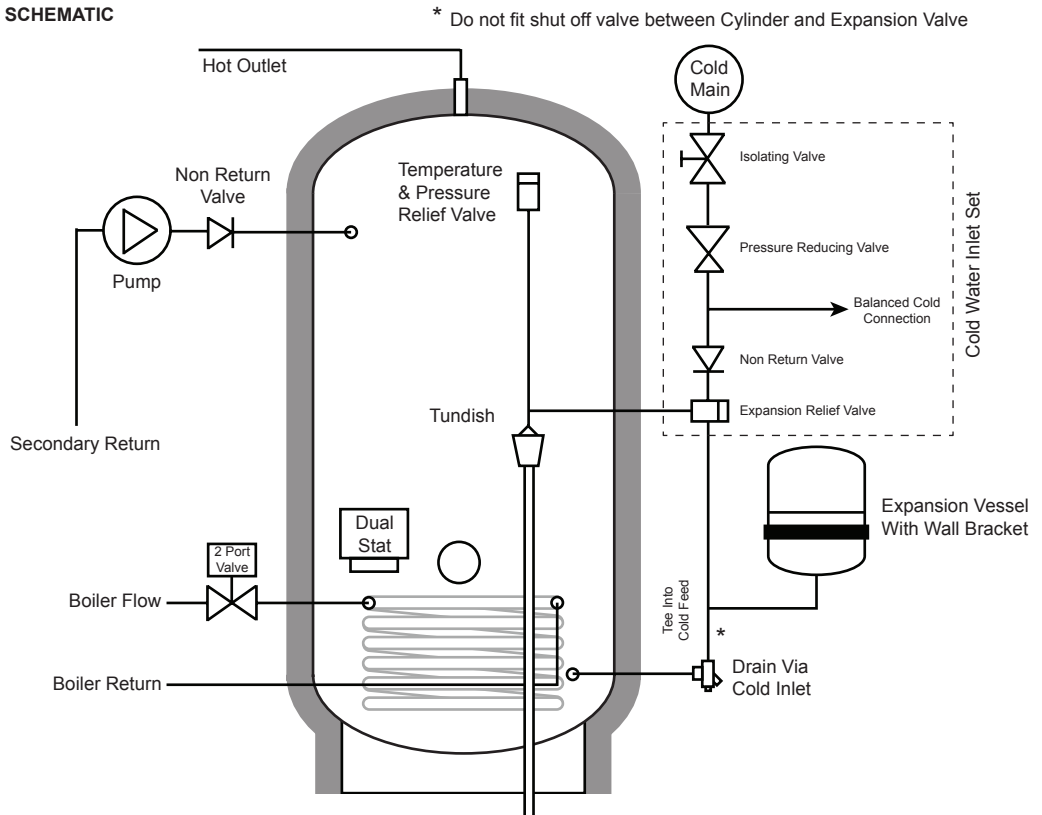 SCHEMATIC
* Do not fit shut off valve between Cylinder and Expansion Valve
Hot Outlet
Cold
Main
Isolating Valve
Temperature
& Pressure
Relief Valve
Non Return
Valve
Pump
Pressure Reducing Valve
Balanced Cold
Connection
Cold Water Inlet Set
Non Return Valve
Expansion Relief Valve
Tundish
Secondary Return
Expansion Vessel
With Wall Bracket
Dual
Stat
2 Port
Valve
Boiler Flow
Tee Into
Cold Feed
*
Boiler Return
Drain Via
Cold Inlet